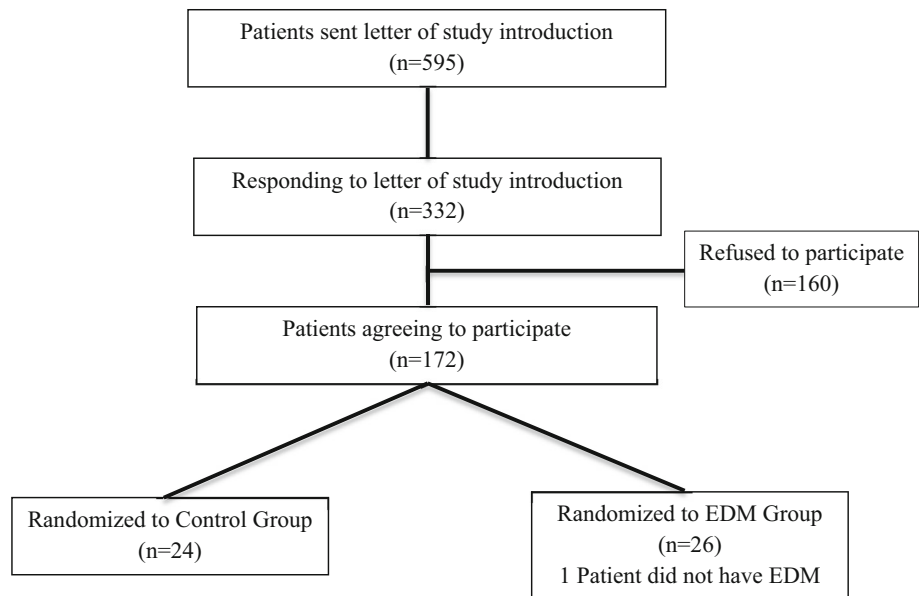 Patients sent letter of study introduction
(n=595)
Responding to letter of study introduction
(n=332)
Refused to participate
(n=160)
Patients agreeing to participate
(n=172)
Randomized to Control Group
(n=24)
Randomized to EDM Group
(n=26)
1 Patient did not have EDM